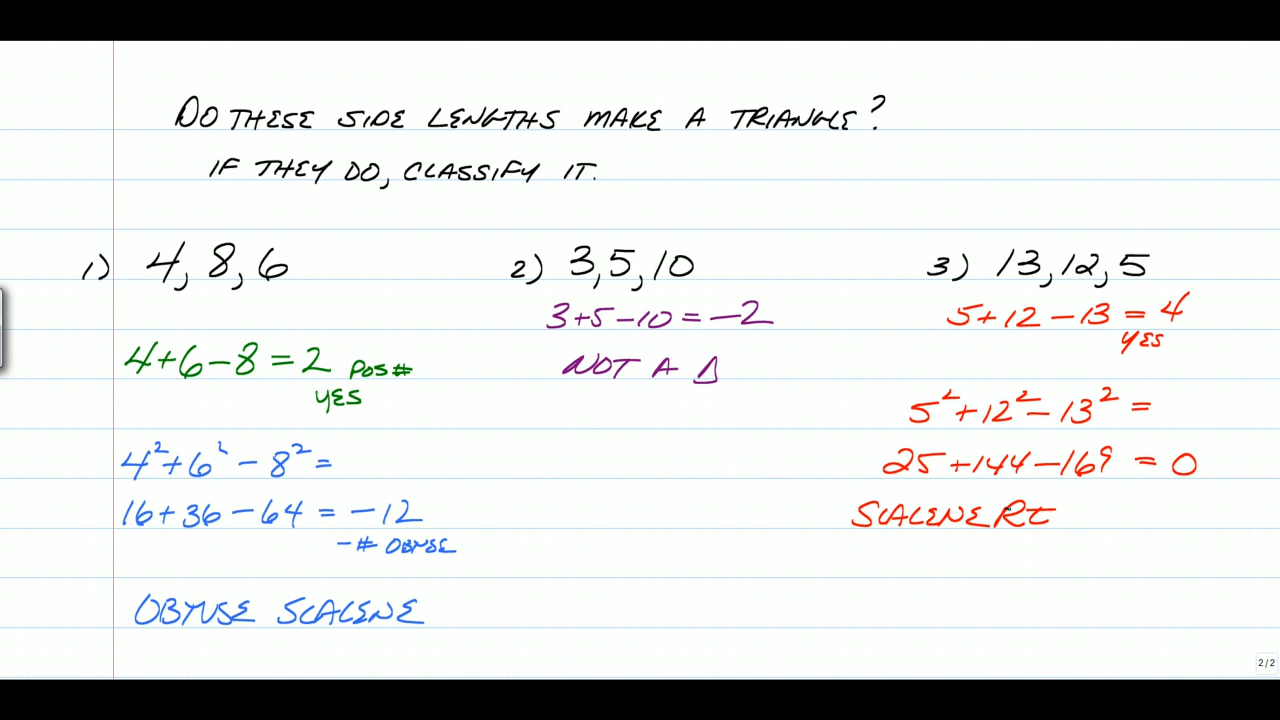 DO THESE SIDE LENGTHS MAKE A TRIANGLE?
IF THEY DO, CLASSIFY IT.
1) 4, 8, 6
4+6-8=2 POS#
YES
4²+6²-8²=
16+36-64=-12
-# OBTUSE
OBTUSE SCALENE
2) 3,5,10
3+5-10=-2
NOT A Δ
3) 13,12,5
5+12-13=4
YES
5²+12²-13²=
25+144-169=0
SCALENE RT
2/2